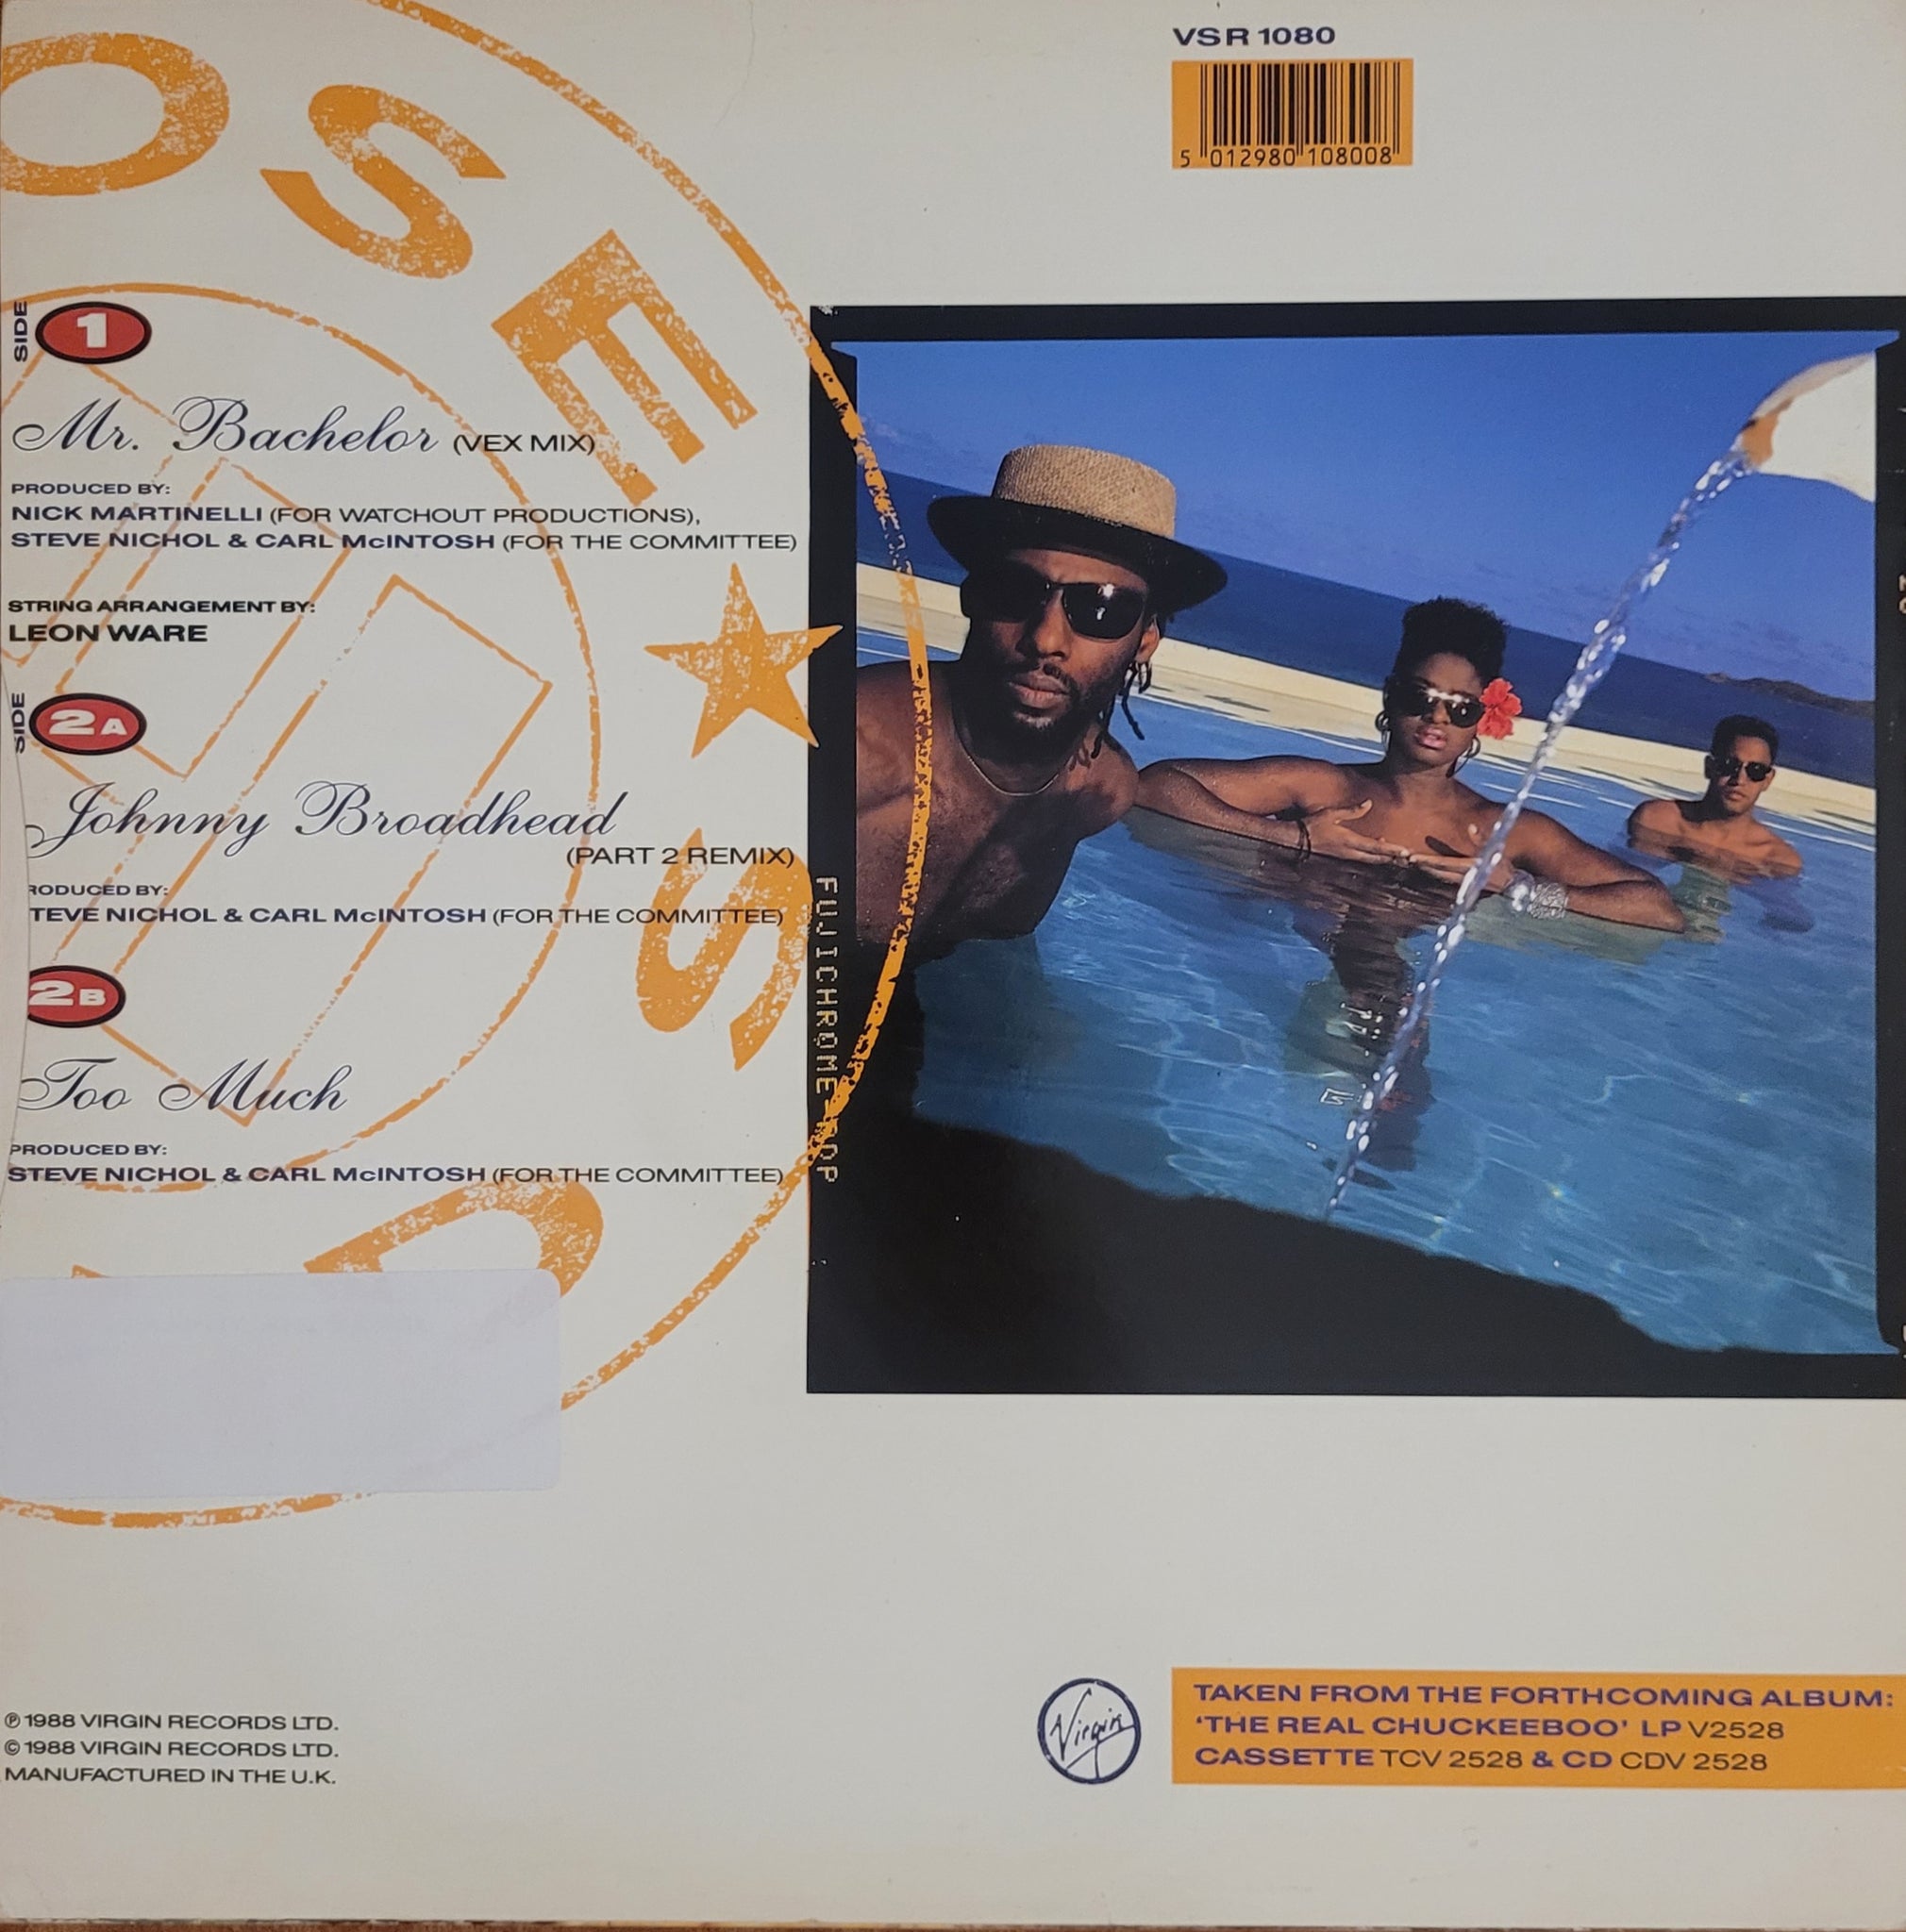 VSR 1080
5 012980 108008
OSE
SIDE 1
Mr. Bachelor (VEX MIX)
PRODUCED BY:
NICK MARTINELLI (FOR WATCHOUT PRODUCTIONS),
STEVE NICHOL & CARL McINTOSH (FOR THE COMMITTEE)
STRING ARRANGEMENT BY:
LEON WARE
SIDE 2A
Johnny Broadhead
(PART 2 REMIX)
RODUCED BY:
TEVE NICHOL & CARL McINTOSH (FOR THE COMMITTEE)
S
2B
Too Much
PRODUCED BY:
STEVE NICHOL & CARL McINTOSH (FOR THE COMMITTEE)
FUJICHROME
℗ 1988 VIRGIN RECORDS LTD.
© 1988 VIRGIN RECORDS LTD.
MANUFACTURED IN THE U.K.
Virgin
TAKEN FROM THE FORTHCOMING ALBUM:
'THE REAL CHUCKEEBOO' LP V2528
CASSETTE TCV 2528 & CD CDV 2528